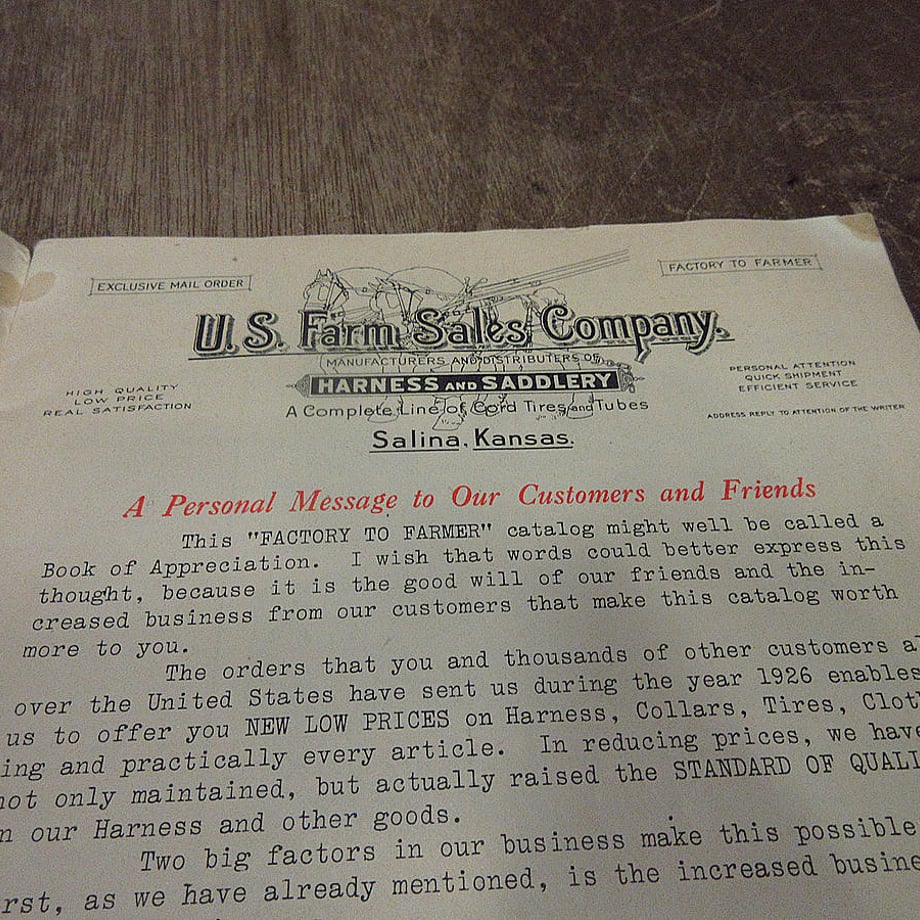 EXCLUSIVE MAIL ORDER
FACTORY TO FARMER
U.S. Farm Sales Company.
MANUFACTURERS AND DISTRIBUTERS OF
HARNESS AND SADDLERY
A Complete Line of Cord Tires and Tubes
Salina, Kansas.
HIGH QUALITY
LOW PRICE
REAL SATISFACTION
PERSONAL ATTENTION
QUICK SHIPMENT
EFFICIENT SERVICE
ADDRESS REPLY TO ATTENTION OF THE WRITER
A Personal Message to Our Customers and Friends
This "FACTORY TO FARMER" catalog might well be called a
Book of Appreciation. I wish that words could better express this
thought, because it is the good will of our friends and the in-
creased business from our customers that make this catalog worth
more to you.
The orders that you and thousands of other customers a
over the United States have sent us during the year 1926 enables
us to offer you NEW LOW PRICES on Harness, Collars, Tires, Clot
ing and practically every article. In reducing prices, we have
not only maintained, but actually raised the STANDARD OF QUALI
n our Harness and other goods.
Two big factors in our business make this possible
rst, as we have already mentioned, is the increased busine